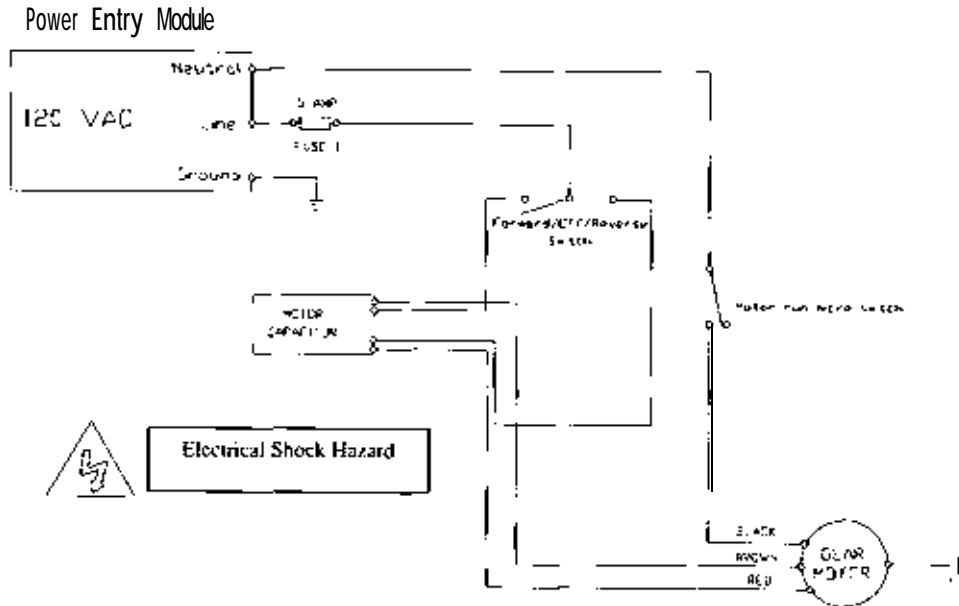 Power Entry Module
Neutral
120 VAC
Line
5 AMP
FUSE 1
Ground
Forward/OFF/Reverse
Switch
MOTOR
CAPACITOR
Motor run micro switch
Electrical Shock Hazard
BLACK
BROWN
RED
GEAR
MOTOR